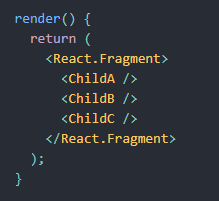 render() {
  return (
    <React.Fragment>
      <ChildA />
      <ChildB />
      <ChildC />
    </React.Fragment>
  );
}